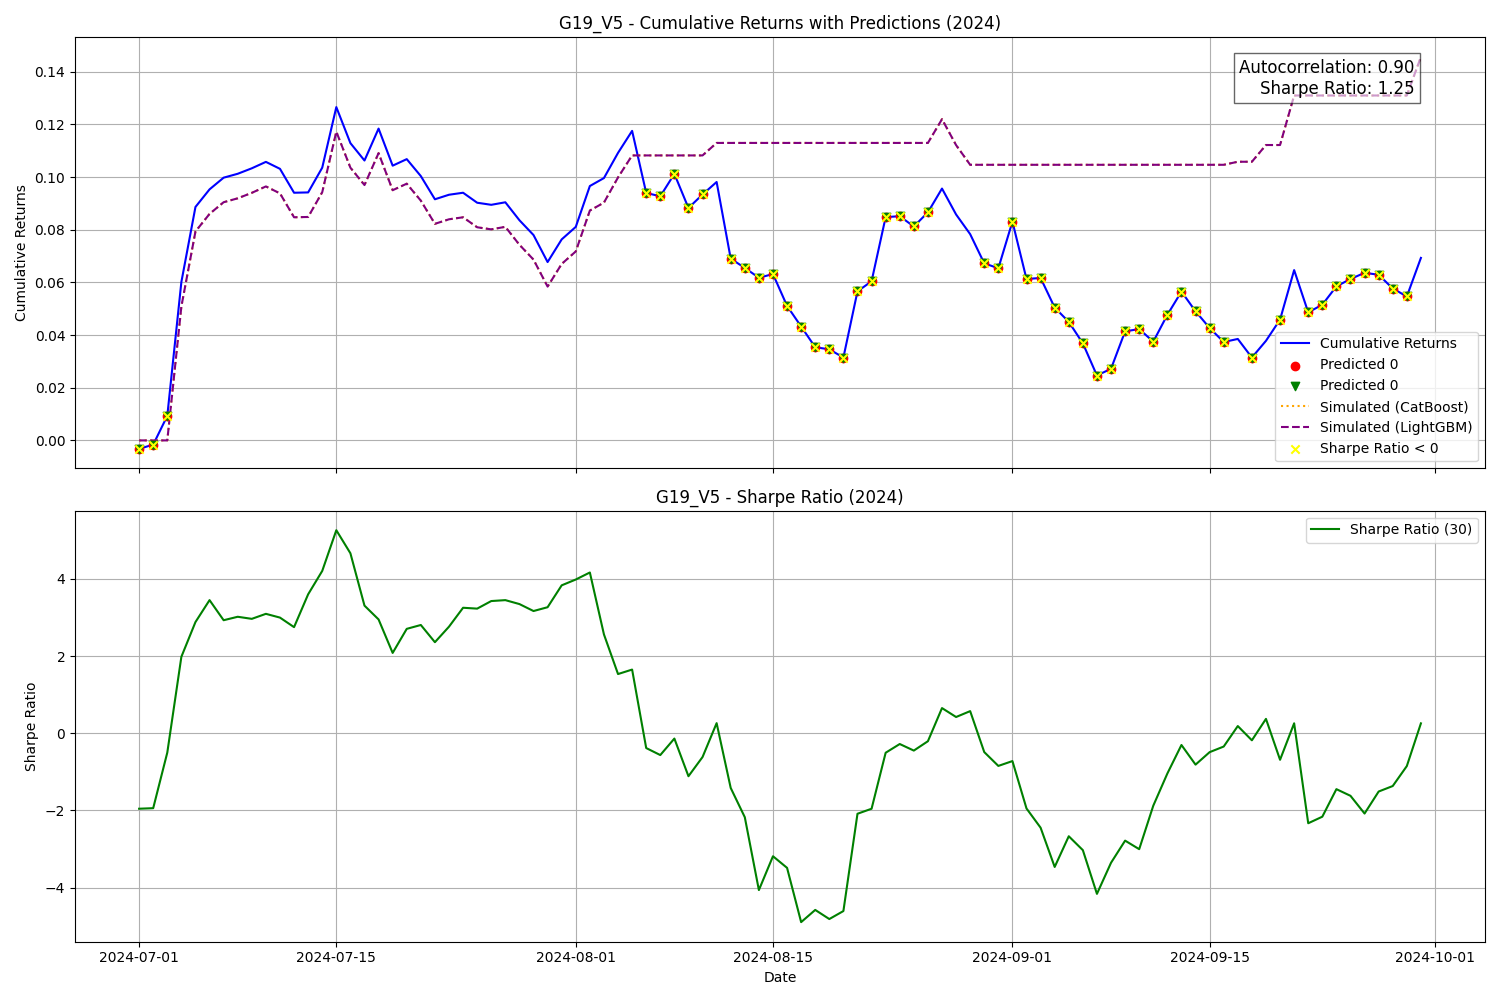 G19_V5 - Cumulative Returns with Predictions (2024)
Cumulative Returns
0.14
0.12
0.10
0.08
0.06
0.04
0.02
0.00
Autocorrelation: 0.90
Sharpe Ratio: 1.25
Cumulative Returns
Predicted 0
Predicted 0
Simulated (CatBoost)
Simulated (LightGBM)
Sharpe Ratio < 0
G19_V5 - Sharpe Ratio (2024)
Sharpe Ratio
4
2
0
−2
−4
Sharpe Ratio (30)
2024-07-01
2024-07-15
2024-08-01
2024-08-15
2024-09-01
2024-09-15
2024-10-01
Date